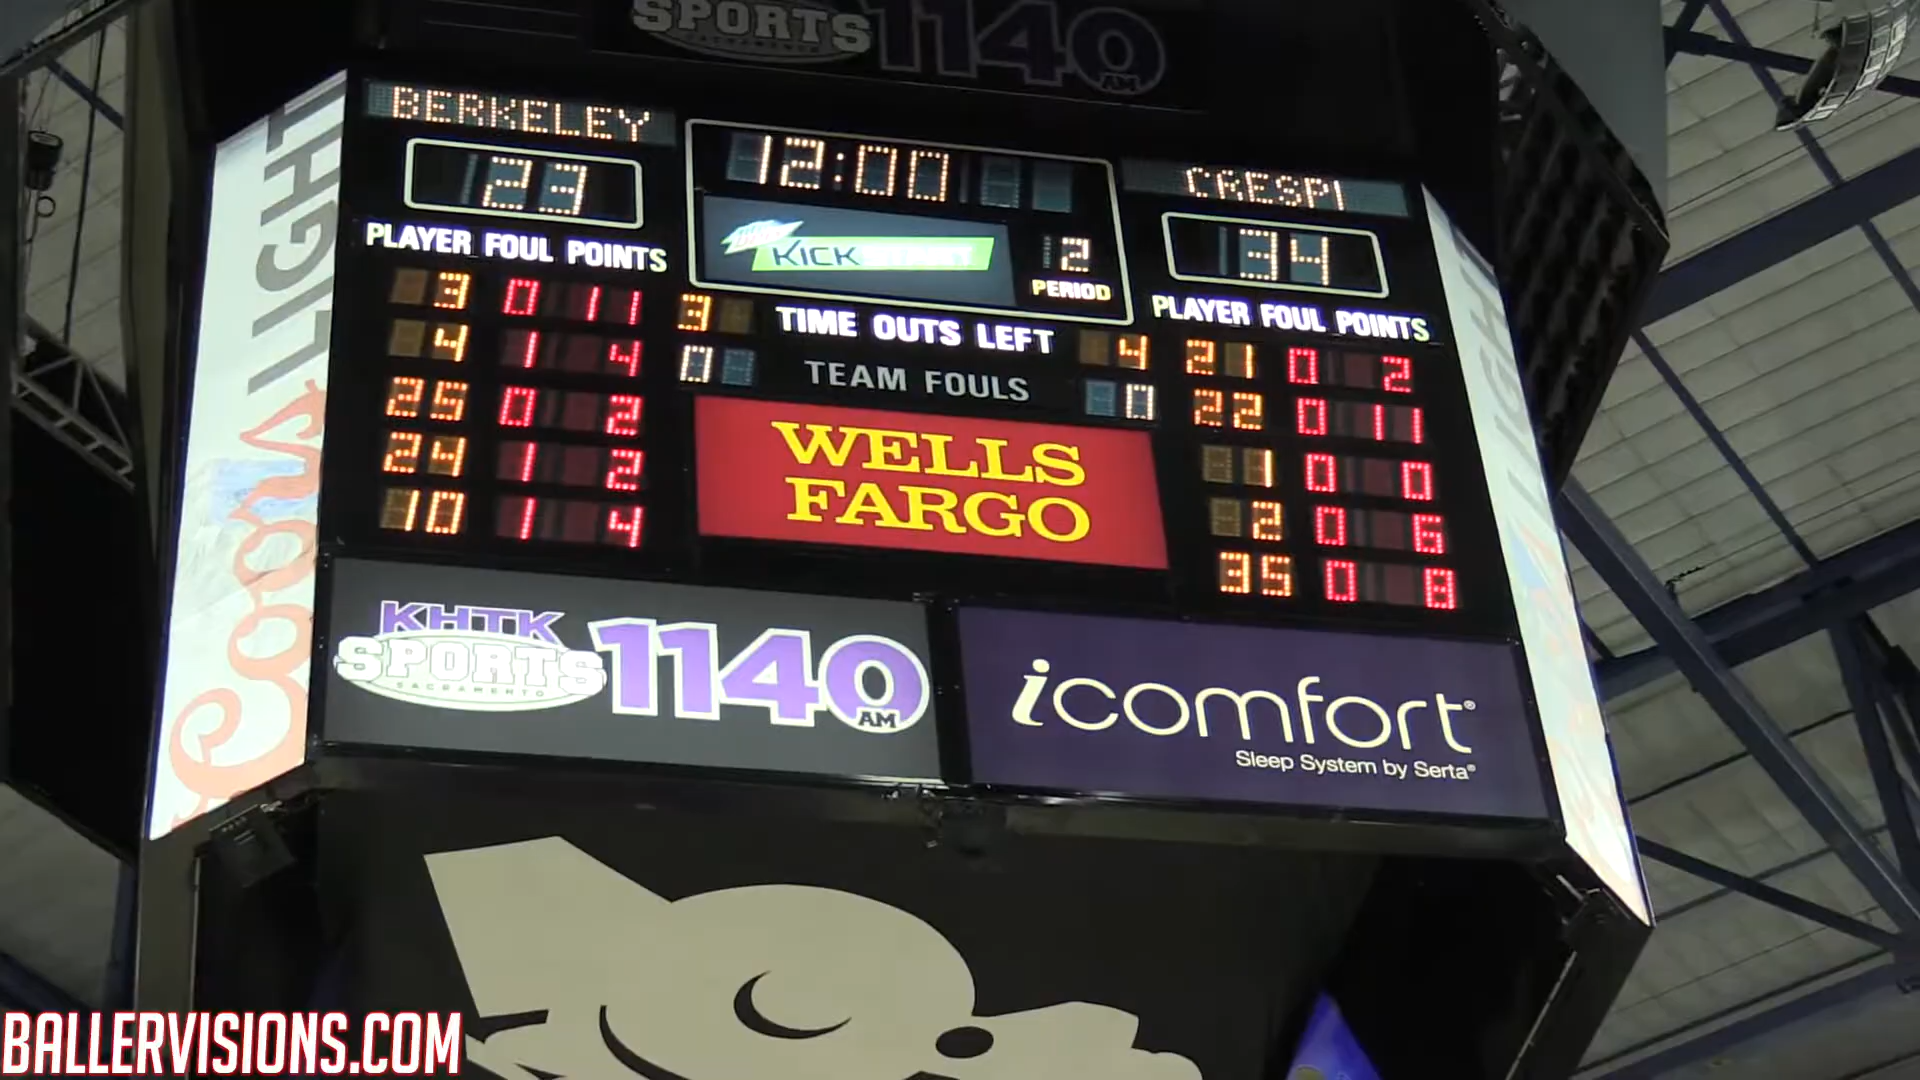 SPORTS 1140
AM
BERKELEY
23
12:00
CRESPI
34
KICK
2
PERIOD
PLAYER FOUL POINTS
3 0 11
4 1 4
25 0 2
24 1 2
10 1 4
3 TIME OUTS LEFT 4
0 TEAM FOULS 0
PLAYER FOUL POINTS
21 0 2
22 0 11
1 0 0
2 0 6
35 0 8
WELLS
FARGO
KHTK
SPORTS 1140
SACRAMENTO
AM
icomfort®
Sleep System by Serta®
Coors LIGHT
BALLERVISIONS.COM